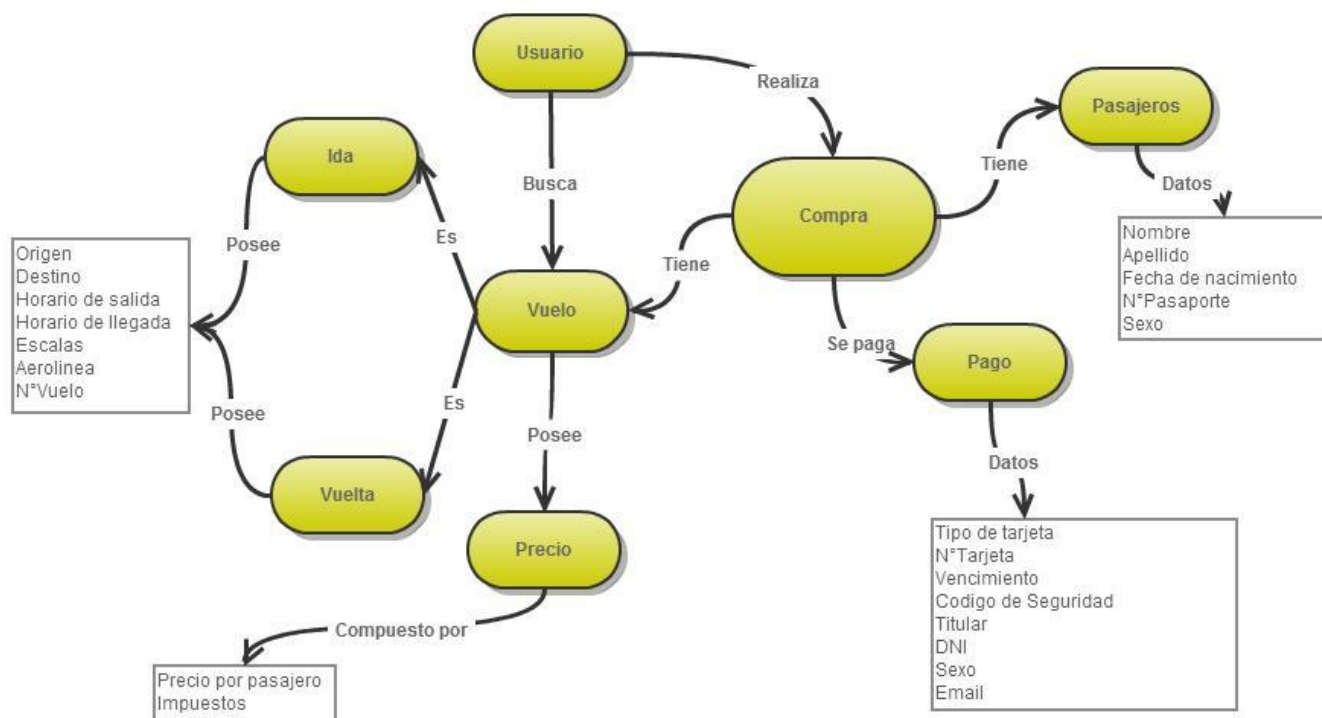 Usuario
Realiza
Pasajeros
Ida
Tiene
Busca
Datos
Compra
Posee
Es
Tiene
Nombre
Apellido
Fecha de nacimiento
N°Pasaporte
Sexo
Origen
Destino
Horario de salida
Horario de llegada
Escalas
Aerolinea
N°Vuelo
Vuelo
Se paga
Pago
Posee
Es
Posee
Datos
Vuelta
Precio
Tipo de tarjeta
N°Tarjeta
Vencimiento
Codigo de Seguridad
Titular
DNI
Sexo
Email
Compuesto por
Precio por pasajero
Impuestos